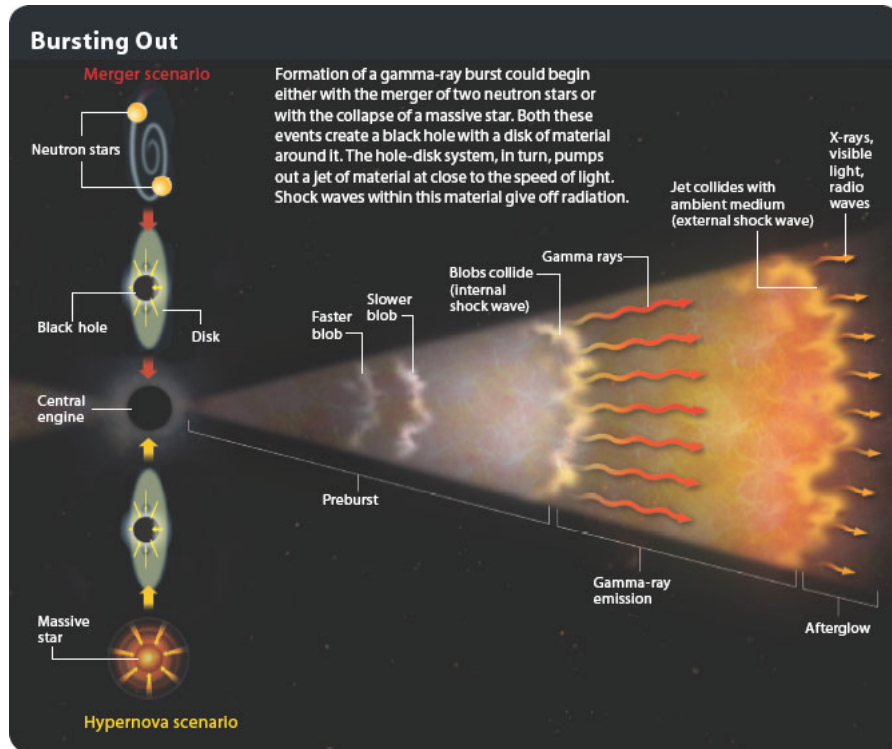 Bursting Out
Merger scenario
Formation of a gamma-ray burst could begin
either with the merger of two neutron stars or
with the collapse of a massive star. Both these
events create a black hole with a disk of material
around it. The hole-disk system, in turn, pumps
out a jet of material at close to the speed of light.
Shock waves within this material give off radiation.
Neutron stars
X-rays,
visible
light,
radio
waves
Jet collides with
ambient medium
(external shock wave)
Gamma rays
Blobs collide
(internal
shock wave)
Slower
blob
Faster
blob
Black hole
Disk
Central
engine
Preburst
Gamma-ray
emission
Afterglow
Massive
star
Hypernova scenario